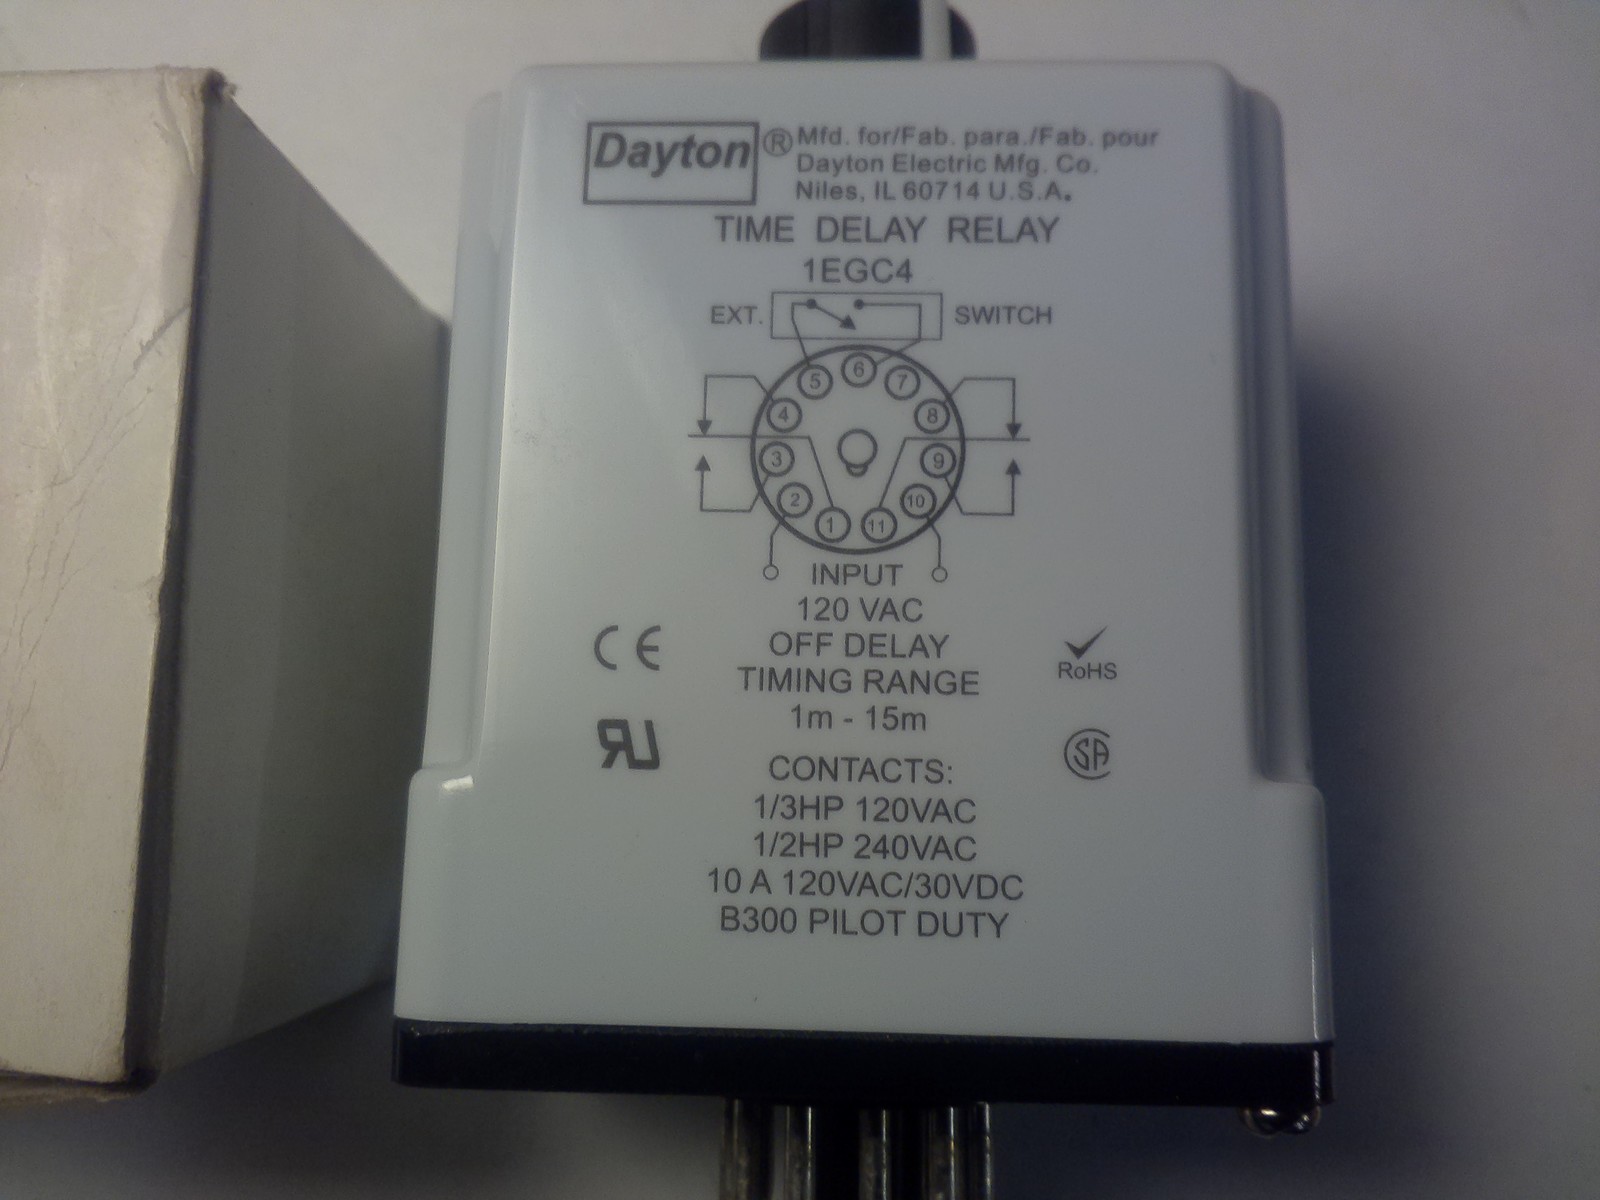 Dayton ® Mfd. for/Fab. para./Fab. pour
Dayton Electric Mfg. Co.
Niles, IL 60714 U.S.A.
TIME DELAY RELAY
1EGC4
EXT. SWITCH
5 6 7
4 8
3 9
2 10
1 11
INPUT
120 VAC
CE OFF DELAY RoHS
TIMING RANGE
1m - 15m
RU SA
CONTACTS:
1/3HP 120VAC
1/2HP 240VAC
10 A 120VAC/30VDC
B300 PILOT DUTY